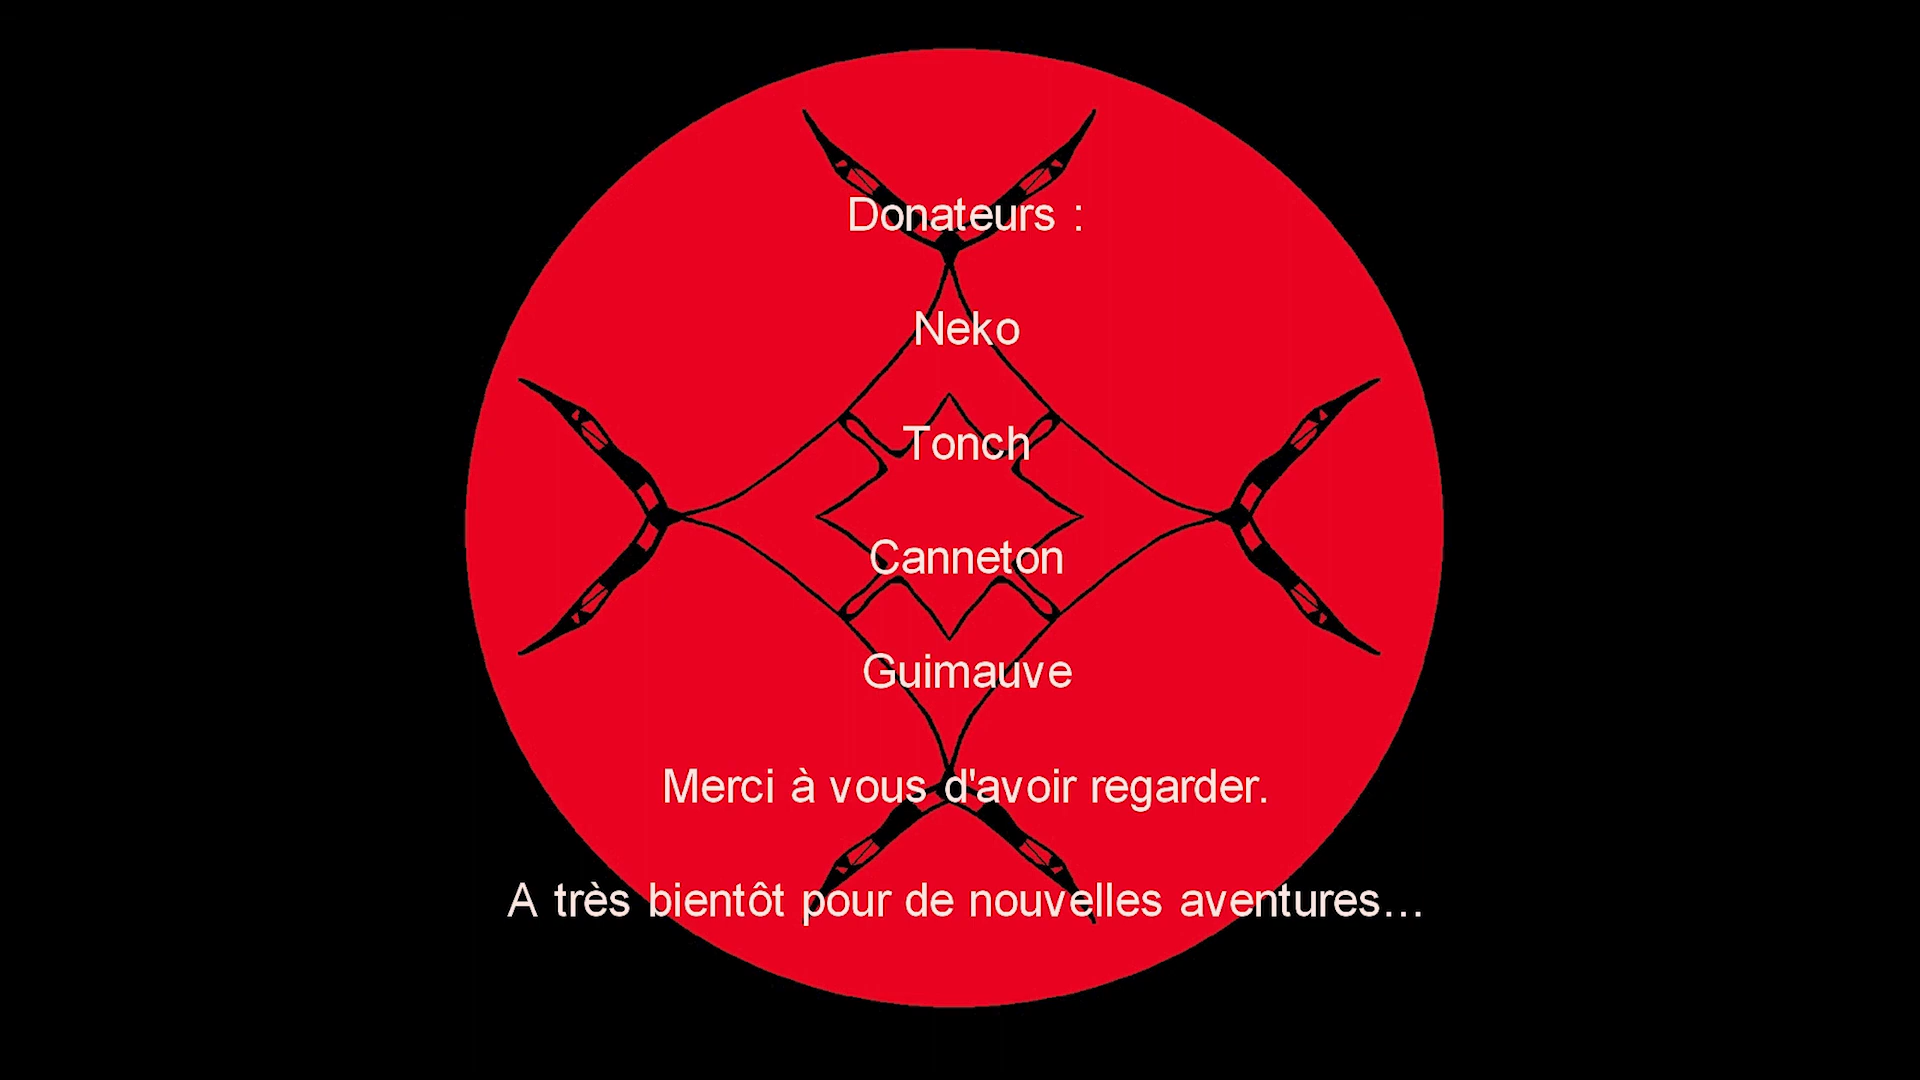 Donateurs :
Neko
Tonch
Canneton
Guimauve
Merci à vous d'avoir regarder.
A très bientôt pour de nouvelles aventures...